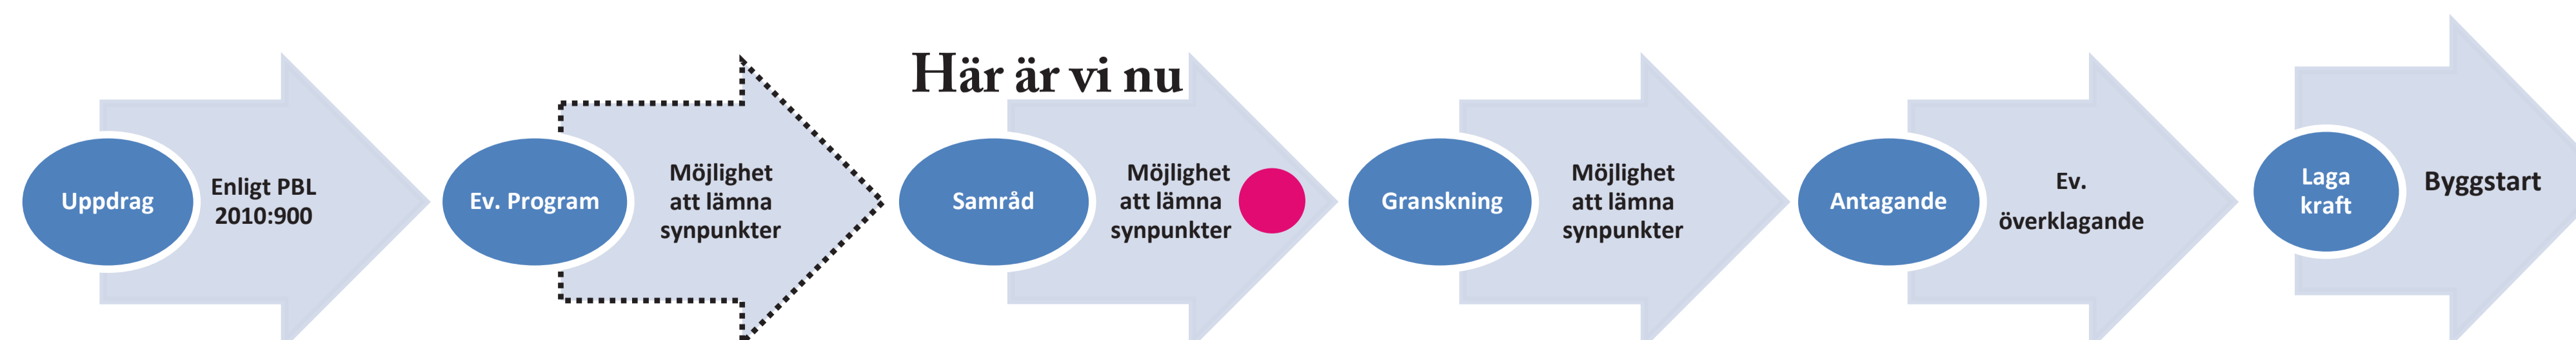 Här är vi nu
Uppdrag
Enligt PBL
2010:900
Ev. Program
Möjlighet
att lämna
synpunkter
Samråd
Möjlighet
att lämna
synpunkter
Granskning
Möjlighet
att lämna
synpunkter
Antagande
Ev.
överklagande
Laga
kraft
Byggstart